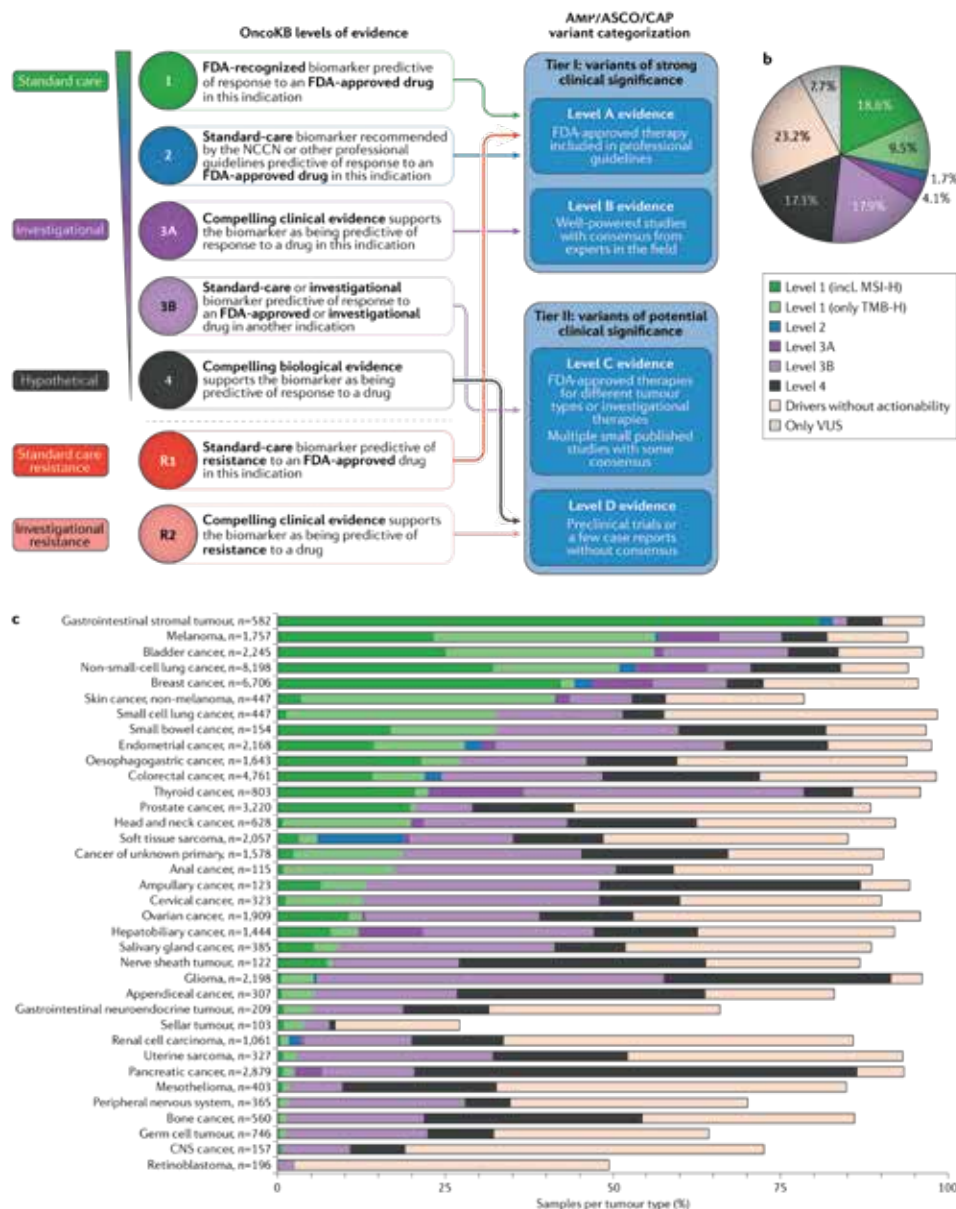 OncoKB levels of evidence
AMP/ASCO/CAP
variant categorization
Standard care
1
FDA-recognized biomarker predictive
of response to an FDA-approved drug
in this indication
2
Standard-care biomarker recommended
by the NCCN or other professional
guidelines predictive of response to an
FDA-approved drug in this indication
Investigational
3A
Compelling clinical evidence supports
the biomarker as being predictive of
response to a drug in this indication
3B
Standard-care or investigational
biomarker predictive of response to
an FDA-approved or investigational
drug in another indication
Hypothetical
4
Compelling biological evidence
supports the biomarker as being
predictive of response to a drug
Standard care
resistance
R1
Standard-care biomarker predictive of
resistance to an FDA-approved drug
in this indication
Investigational
resistance
R2
Compelling clinical evidence supports
the biomarker as being predictive of
resistance to a drug
Tier I: variants of strong
clinical significance
Level A evidence
FDA-approved therapy
included in professional
guidelines
Level B evidence
Well-powered studies
with consensus from
experts in the field
Tier II: variants of potential
clinical significance
Level C evidence
FDA-approved therapies
for different tumour
types or investigational
therapies
Multiple small published
studies with some
consensus
Level D evidence
Preclinical trials or
a few case reports
without consensus
b
7.7%
18.8%
23.2%
9.5%
1.7%
4.1%
17.1%
17.9%
Level 1 (incl. MSI-H)
Level 1 (only TMB-H)
Level 2
Level 3A
Level 3B
Level 4
Drivers without actionability
Only VUS
c
Gastrointestinal stromal tumour, n=582
Melanoma, n=1,757
Bladder cancer, n=2,245
Non-small-cell lung cancer, n=8,198
Breast cancer, n=6,706
Skin cancer, non-melanoma, n=447
Small cell lung cancer, n=447
Small bowel cancer, n=154
Endometrial cancer, n=2,168
Oesophagogastric cancer, n=1,643
Colorectal cancer, n=4,761
Thyroid cancer, n=803
Prostate cancer, n=3,220
Head and neck cancer, n=628
Soft tissue sarcoma, n=2,057
Cancer of unknown primary, n=1,578
Anal cancer, n=115
Ampullary cancer, n=123
Cervical cancer, n=323
Ovarian cancer, n=1,909
Hepatobiliary cancer, n=1,444
Salivary gland cancer, n=385
Nerve sheath tumour, n=122
Glioma, n=2,198
Appendiceal cancer, n=307
Gastrointestinal neuroendocrine tumour, n=209
Sellar tumour, n=103
Renal cell carcinoma, n=1,061
Uterine sarcoma, n=327
Pancreatic cancer, n=2,879
Mesothelioma, n=403
Peripheral nervous system, n=365
Bone cancer, n=560
Germ cell tumour, n=746
CNS cancer, n=157
Retinoblastoma, n=196
0
25
50
75
100
Samples per tumour type (%)